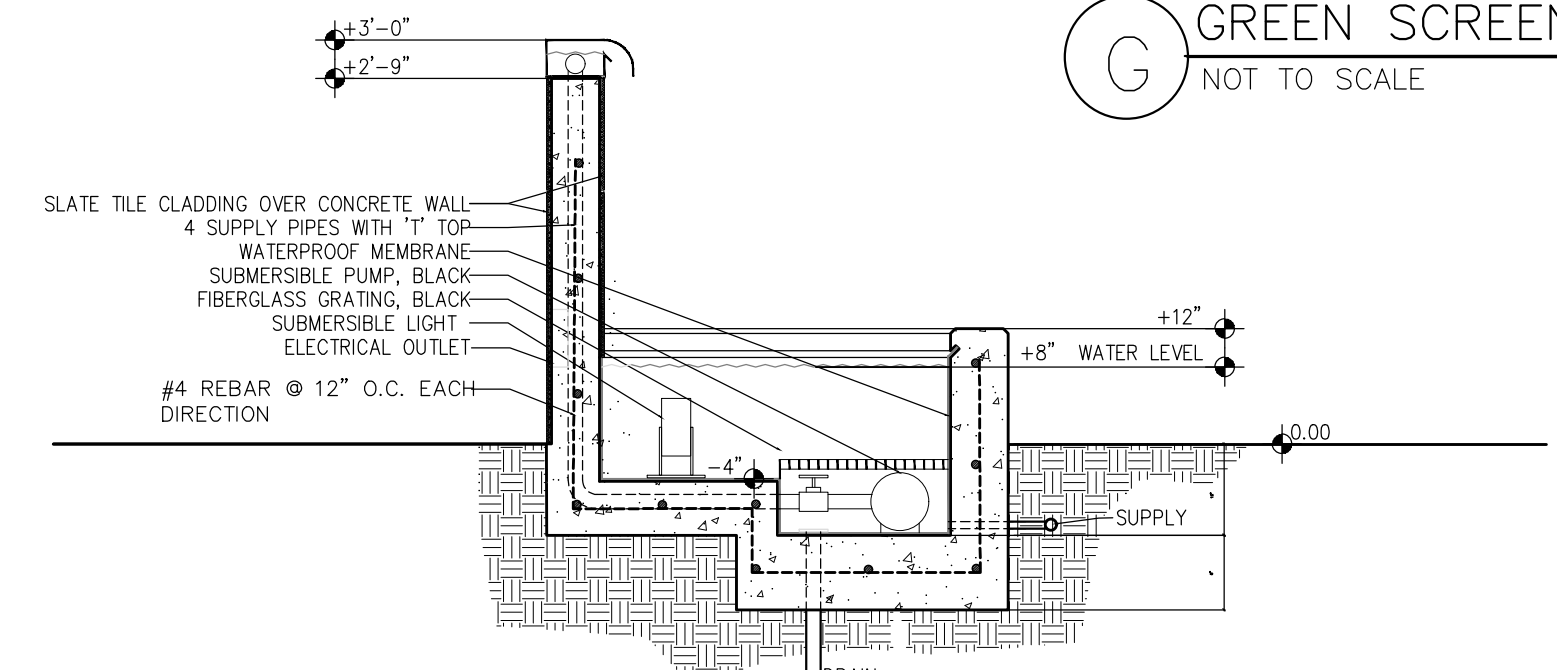 +3'-0"
+2'-9"
GREEN SCREEN
G
NOT TO SCALE
SLATE TILE CLADDING OVER CONCRETE WALL
4 SUPPLY PIPES WITH 'T' TOP
WATERPROOF MEMBRANE
SUBMERSIBLE PUMP, BLACK
FIBERGLASS GRATING, BLACK
SUBMERSIBLE LIGHT
ELECTRICAL OUTLET
#4 REBAR @ 12" O.C. EACH
DIRECTION
+12"
+8" WATER LEVEL
0.00
-4"
SUPPLY